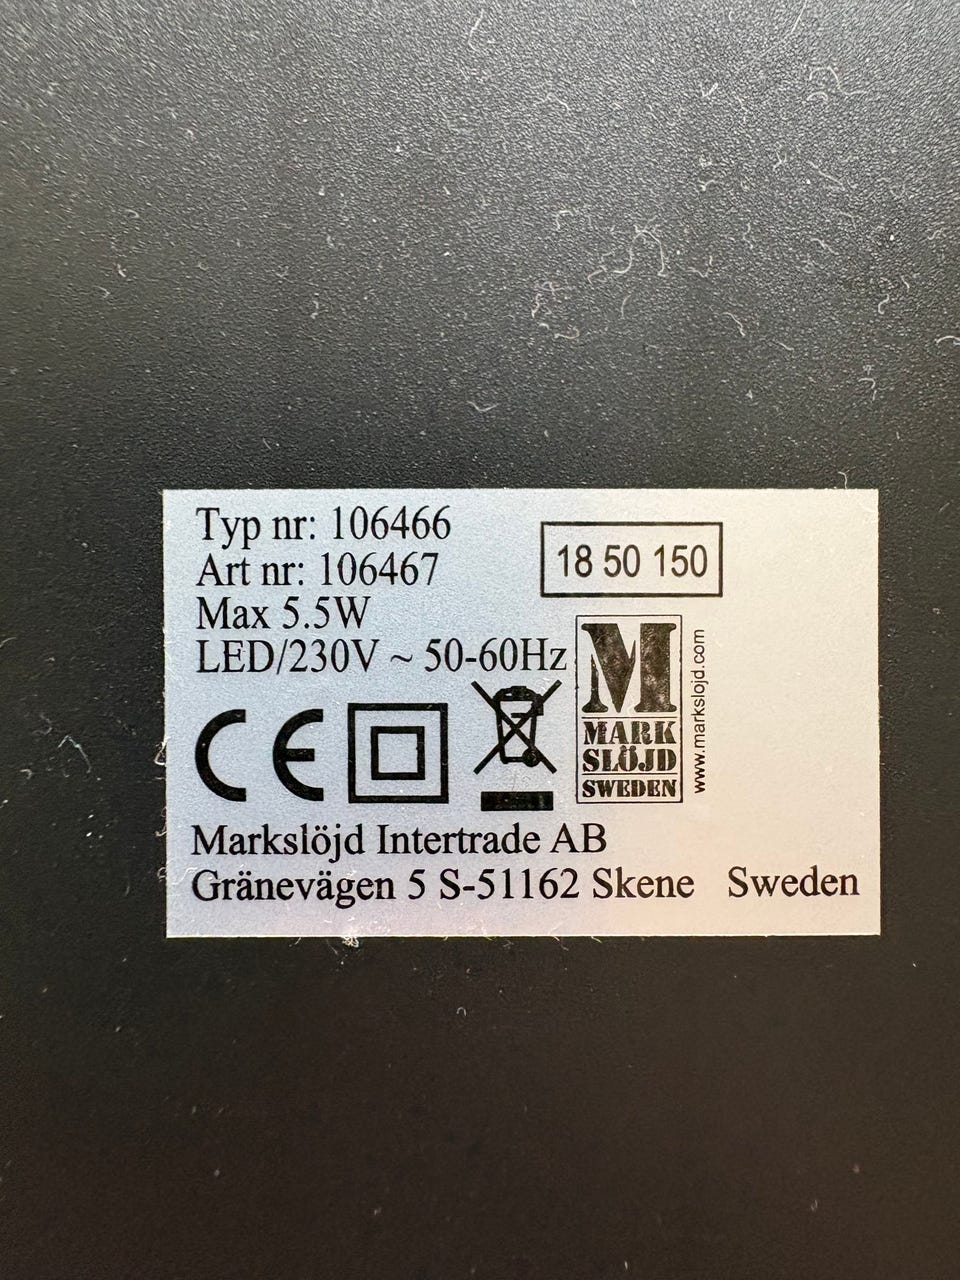 Typ nr: 106466
Art nr: 106467
Max 5.5W
LED/230V ~ 50-60Hz
18 50 150
CE
M
MARK
SLÖJD
SWEDEN
www.markslojd.com
Markslöjd Intertrade AB
Gränevägen 5 S-51162 Skene Sweden